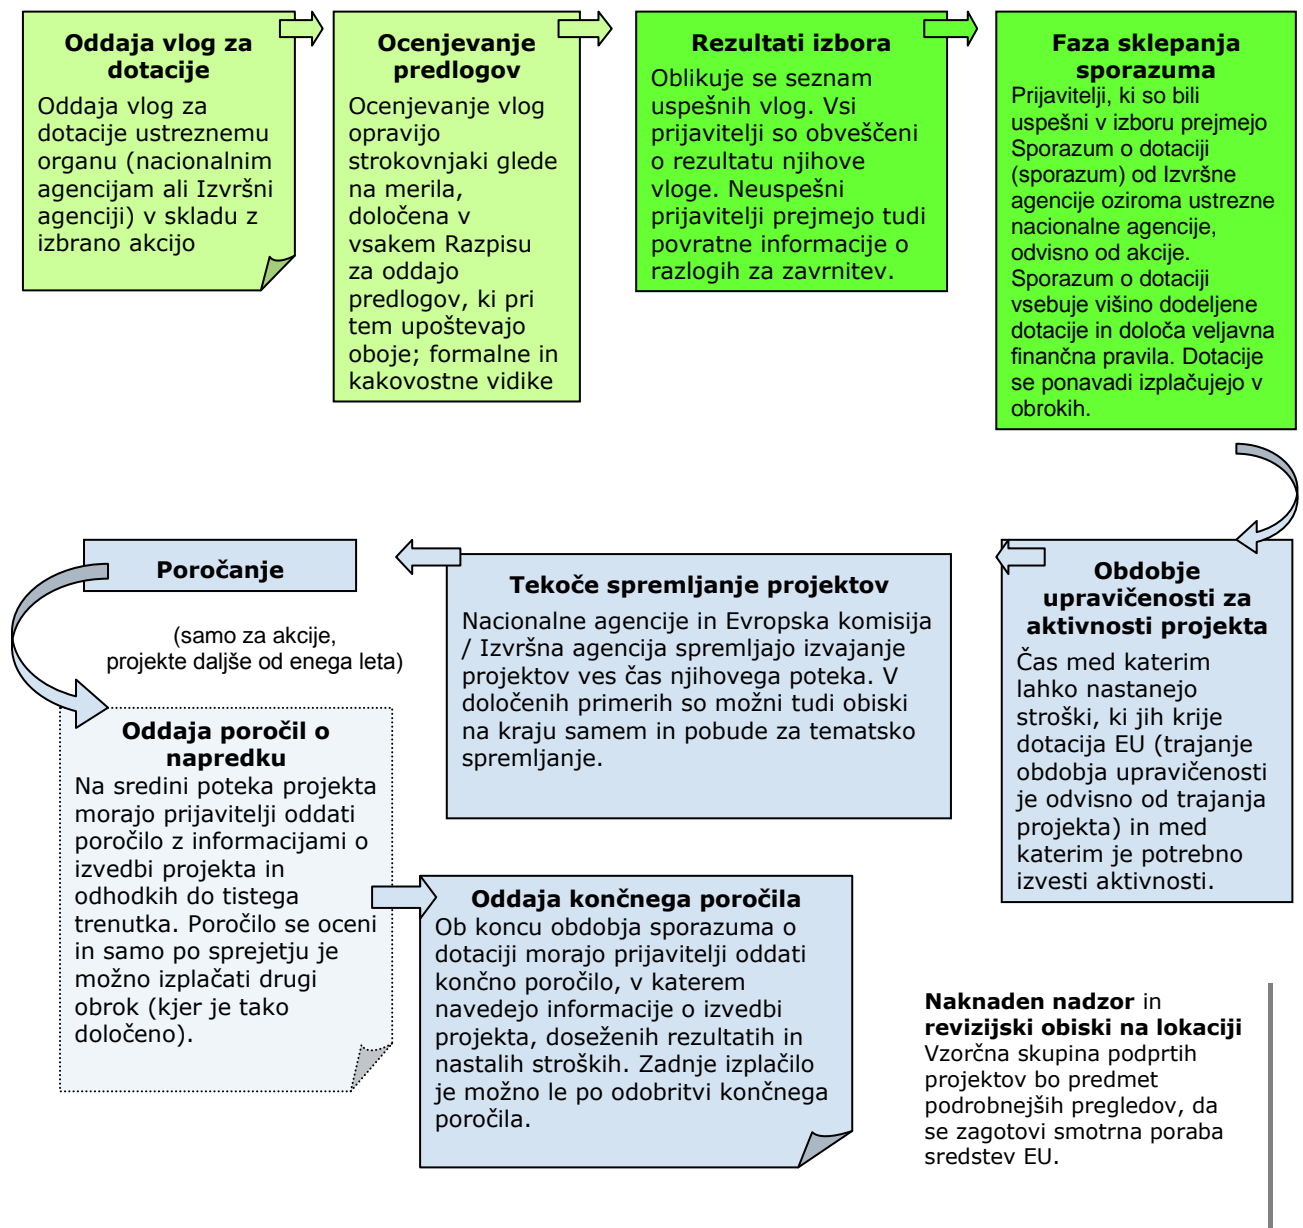 Oddaja vlog za
dotacije
Oddaja vlog za
dotacije ustreznemu
organu (nacionalnim
agencijam ali Izvršni
agenciji) v skladu z
izbrano akcijo
Ocenjevanje
predlogov
Ocenjevanje vlog
opravijo
strokovnjaki glede
na merila,
določena v
vsakem Razpisu
za oddajo
predlogov, ki pri
tem upoštevajo
oboje; formalne in
kakovostne vidike
Rezultati izbora
Oblikuje se seznam
uspešnih vlog. Vsi
prijavitelji so obveščeni
o rezultatu njihove
vloge. Neuspešni
prijavitelji prejmejo tudi
povratne informacije o
razlogih za zavrnitev.
Faza sklepanja
sporazuma
Prijavitelji, ki so bili
uspešni v izboru prejmejo
Sporazum o dotaciji
(sporazum) od Izvršne
agencije oziroma ustrezne
nacionalne agencije,
odvisno od akcije.
Sporazum o dotaciji
vsebuje višino dodeljene
dotacije in določa veljavna
finančna pravila. Dotacije
se ponavadi izplačujejo v
obrokih.
Obdobje
upravičenosti za
aktivnosti projekta
Čas med katerim
lahko nastanejo
stroški, ki jih krije
dotacija EU (trajanje
obdobja upravičenosti
je odvisno od trajanja
projekta) in med
katerim je potrebno
izvesti aktivnosti.
Tekoče spremljanje projektov
Nacionalne agencije in Evropska komisija
/ Izvršna agencija spremljajo izvajanje
projektov ves čas njihovega poteka. V
določenih primerih so možni tudi obiski
na kraju samem in pobude za tematsko
spremljanje.
Poročanje
(samo za akcije,
projekte daljše od enega leta)
Oddaja poročil o
napredku
Na sredini poteka projekta
morajo prijavitelji oddati
poročilo z informacijami o
izvedbi projekta in
odhodkih do tistega
trenutka. Poročilo se oceni
in samo po sprejetju je
možno izplačati drugi
obrok (kjer je tako
določeno).
Oddaja končnega poročila
Ob koncu obdobja sporazuma o
dotaciji morajo prijavitelji oddati
končno poročilo, v katerem
navedejo informacije o izvedbi
projekta, doseženih rezultatih in
nastalih stroških. Zadnje izplačilo
je možno le po odobritvi končnega
poročila.
Naknaden nadzor in
revizijski obiski na lokaciji
Vzorčna skupina podprtih
projektov bo predmet
podrobnejših pregledov, da
se zagotovi smotrna poraba
sredstev EU.